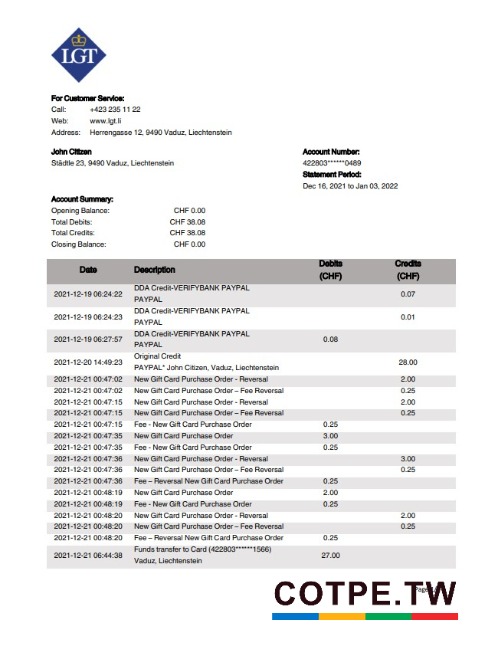 LGT
For Customer Service:
Call: +423 235 11 22
Web: www.lgt.li
Address: Herrengasse 12, 9490 Vaduz, Liechtenstein
John Citizen
Städtle 23, 9490 Vaduz, Liechtenstein
Account Number:
422803******0489
Statement Period:
Dec 16, 2021 to Jan 03, 2022
Account Summary:
Opening Balance: CHF 0.00
Total Debits: CHF 38.08
Total Credits: CHF 38.08
Closing Balance: CHF 0.00
Date Description Debits (CHF) Credits (CHF)
2021-12-19 06:24:22 DDA Credit-VERIFYBANK PAYPAL 0.07
PAYPAL
2021-12-19 06:24:23 DDA Credit-VERIFYBANK PAYPAL 0.01
PAYPAL
2021-12-19 06:27:57 DDA Credit-VERIFYBANK PAYPAL 0.08
PAYPAL
2021-12-20 14:49:23 Original Credit 28.00
PAYPAL* John Citizen, Vaduz, Liechtenstein
2021-12-21 00:47:02 New Gift Card Purchase Order - Reversal 2.00
2021-12-21 00:47:02 New Gift Card Purchase Order – Fee Reversal 0.25
2021-12-21 00:47:15 New Gift Card Purchase Order - Reversal 2.00
2021-12-21 00:47:15 New Gift Card Purchase Order – Fee Reversal 0.25
2021-12-21 00:47:15 Fee - New Gift Card Purchase Order 0.25
2021-12-21 00:47:35 New Gift Card Purchase Order 3.00
2021-12-21 00:47:35 Fee - New Gift Card Purchase Order 0.25
2021-12-21 00:47:36 New Gift Card Purchase Order - Reversal 3.00
2021-12-21 00:47:36 New Gift Card Purchase Order – Fee Reversal 0.25
2021-12-21 00:47:36 Fee – Reversal New Gift Card Purchase Order 0.25
2021-12-21 00:48:19 New Gift Card Purchase Order 2.00
2021-12-21 00:48:19 Fee - New Gift Card Purchase Order 0.25
2021-12-21 00:48:20 New Gift Card Purchase Order - Reversal 2.00
2021-12-21 00:48:20 New Gift Card Purchase Order – Fee Reversal 0.25
2021-12-21 00:48:20 Fee – Reversal New Gift Card Purchase Order 0.25
2021-12-21 06:44:38 Funds transfer to Card (422803******1566) 27.00
Vaduz, Liechtenstein
COTPE.TW